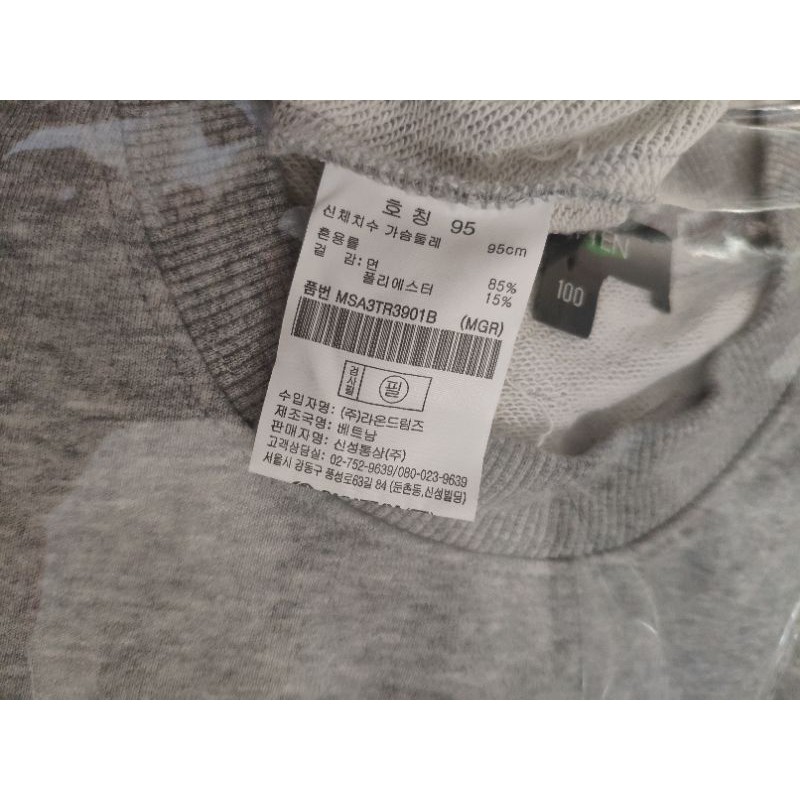 호칭 95
신체치수 가슴둘레 95cm
혼용률
겉감: 면 85%
폴리에스터 15%
품번 MSA3TR3901B (MGR)
검사필
필
수입자명: (주)라온드림즈
제조국명: 베트남
판매자명: 신성통상(주)
고객상담실: 02-752-9639/080-023-9639
서울시 강동구 풍성로63길 84 (둔촌동,신성빌딩)
TEN
100